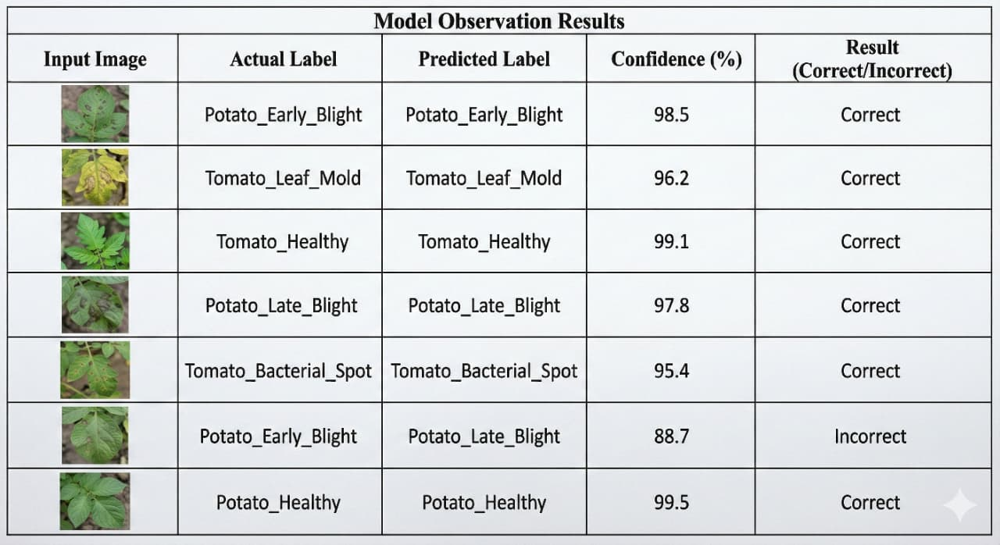 Model Observation Results
Input Image Actual Label Predicted Label Confidence (%) Result (Correct/Incorrect)
Potato_Early_Blight Potato_Early_Blight 98.5 Correct
Tomato_Leaf_Mold Tomato_Leaf_Mold 96.2 Correct
Tomato_Healthy Tomato_Healthy 99.1 Correct
Potato_Late_Blight Potato_Late_Blight 97.8 Correct
Tomato_Bacterial_Spot Tomato_Bacterial_Spot 95.4 Correct
Potato_Early_Blight Potato_Late_Blight 88.7 Incorrect
Potato_Healthy Potato_Healthy 99.5 Correct